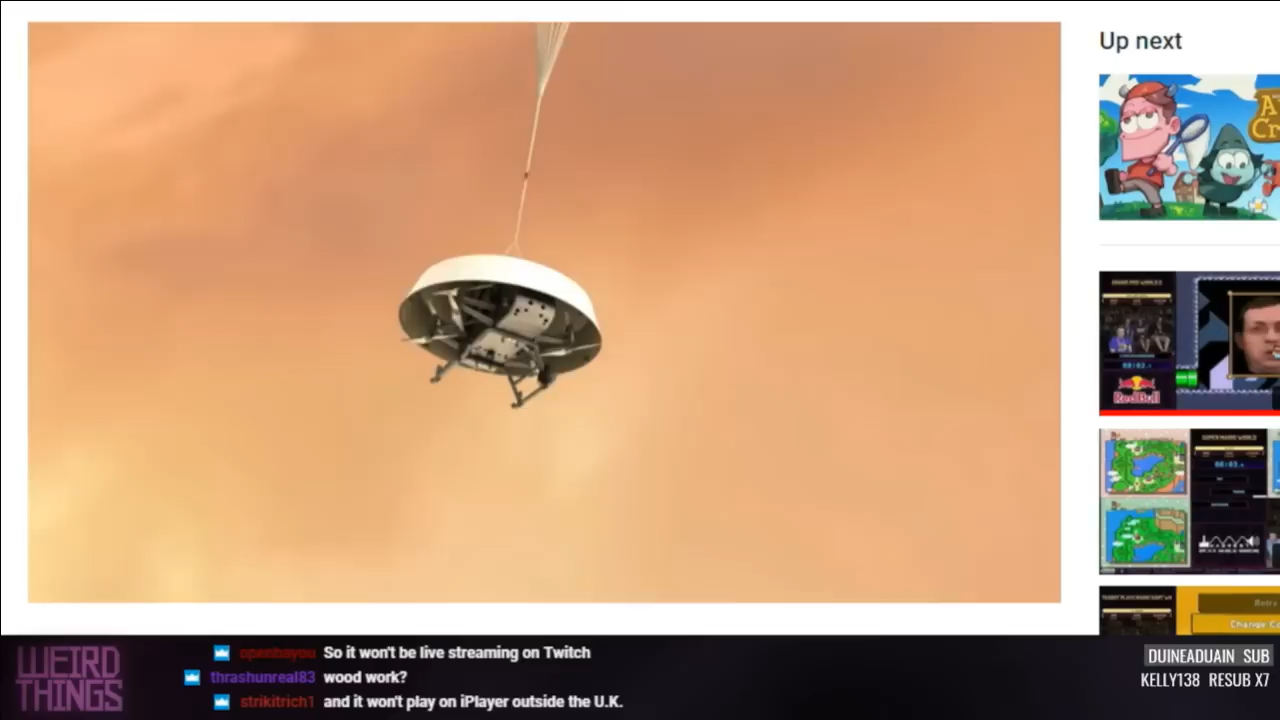 Up next
RedBull
WEIRD
THINGS
openbayou So it won't be live streaming on Twitch
thrashunreal83 wood work?
strikitrich1 and it won't play on iPlayer outside the U.K.
DUINEADUAIN SUB
KELLY138 RESUB X7